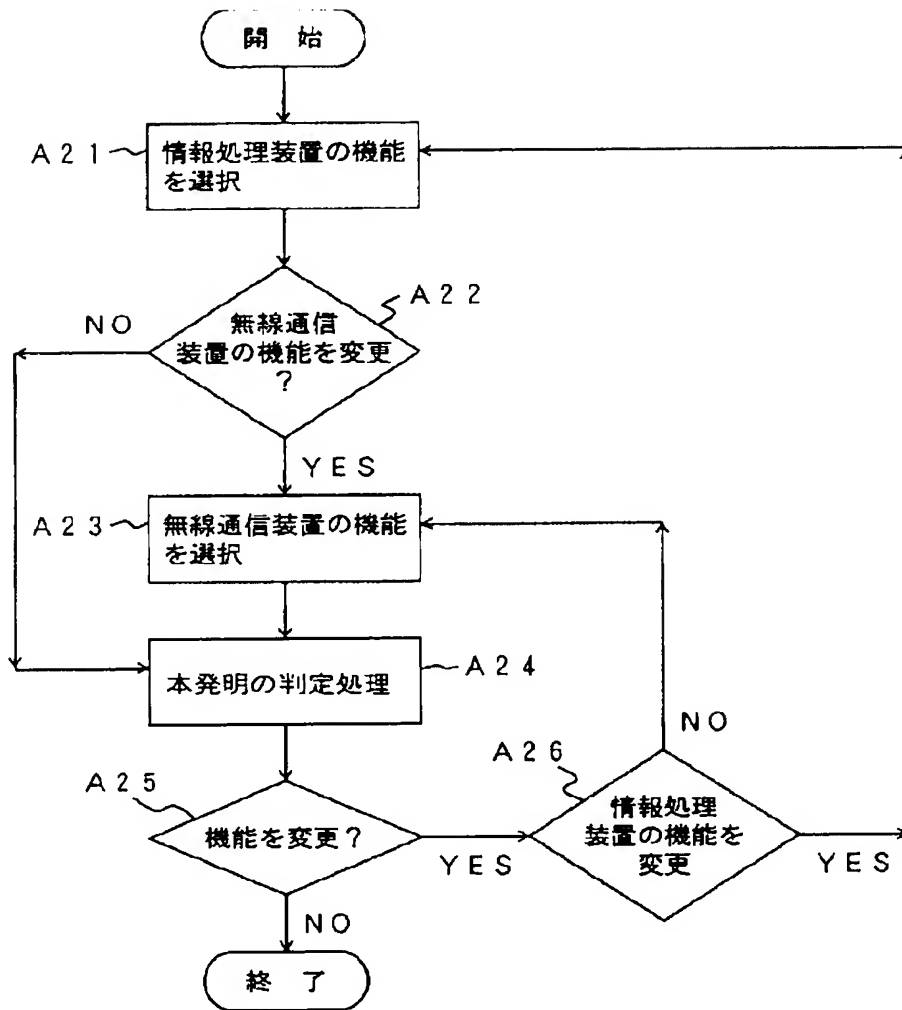 開 始
A21
情報処理装置の機能
を選択
A22
NO
無線通信
装置の機能を変更
?
YES
A23
無線通信装置の機能
を選択
本発明の判定処理
A24
NO
A26
A25
機能を変更?
YES
情報処理
装置の機能を
変更
YES
NO
終 了